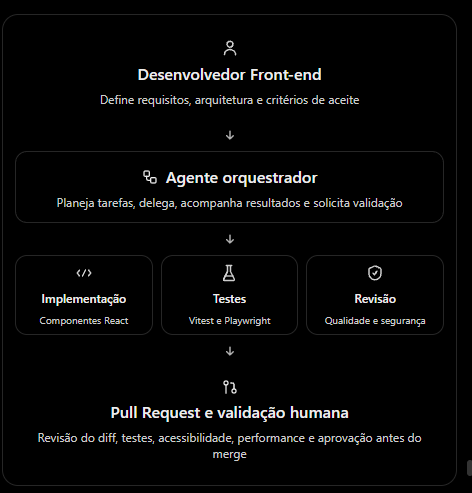 Desenvolvedor Front-end
Define requisitos, arquitetura e critérios de aceite
Agente orquestrador
Planeja tarefas, delega, acompanha resultados e solicita validação
Implementação
Componentes React
Testes
Vitest e Playwright
Revisão
Qualidade e segurança
Pull Request e validação humana
Revisão do diff, testes, acessibilidade, performance e aprovação antes do
merge